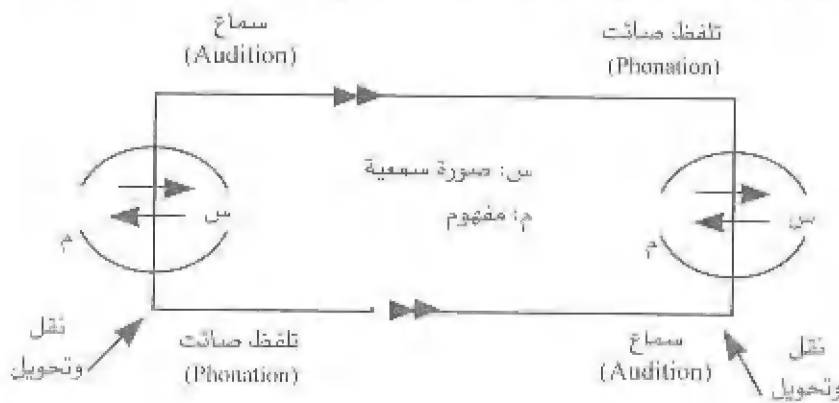 سماع
(Audition)
تلفظ صائت
(Phonation)
س: صورة سمعية
م: مفهوم
س
م
س
م
نقل
وتحويل
تلفظ صائت
(Phonation)
سماع
(Audition)
نقل
وتحويل